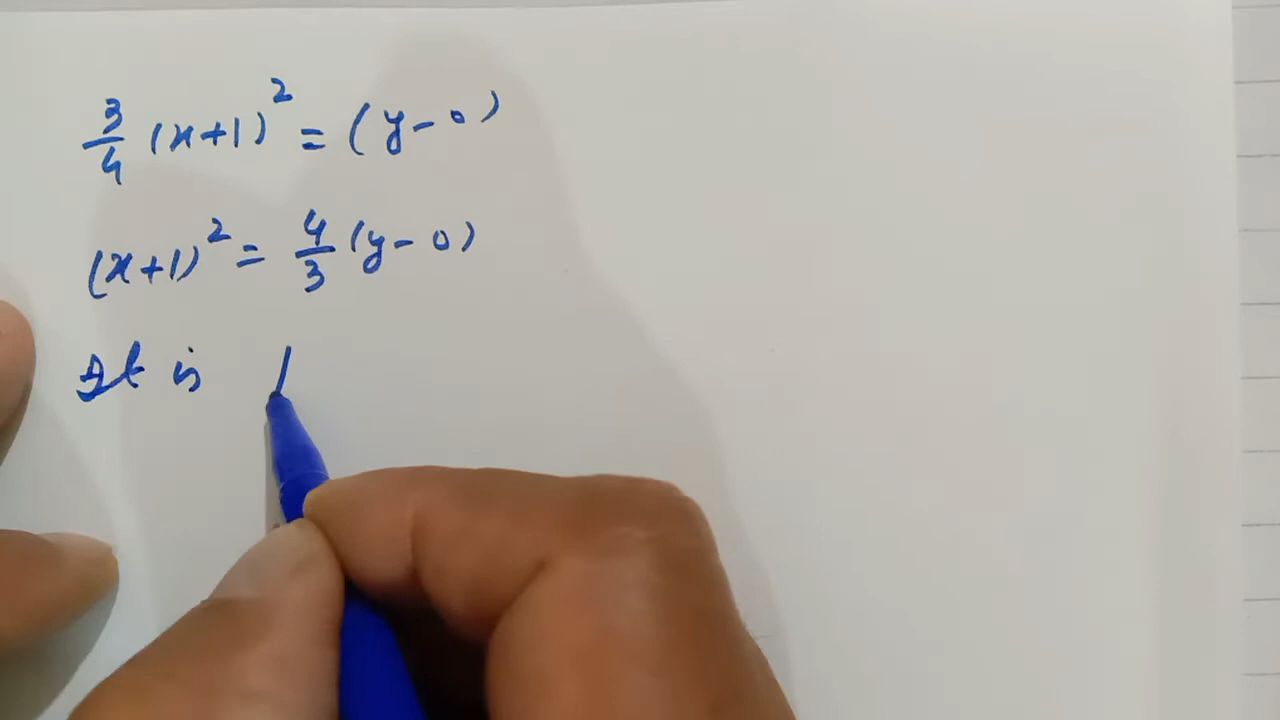 3/4 (x+1)² = (y-0)
(x+1)² = 4/3 (y-0)
It is